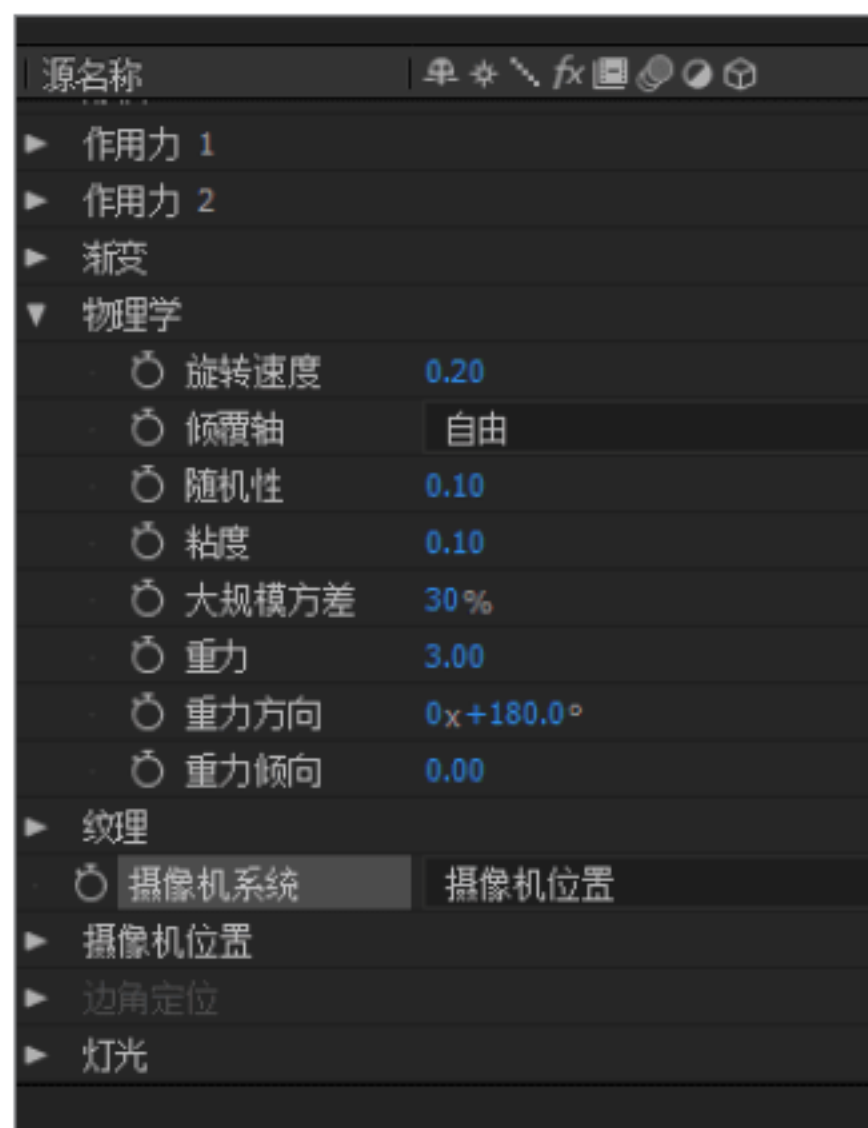 源名称 fx
作用力 1
作用力 2
渐变
物理学
旋转速度 0.20
倾覆轴 自由
随机性 0.10
粘度 0.10
大规模方差 30%
重力 3.00
重力方向 0x+180.0°
重力倾向 0.00
纹理
摄像机系统 摄像机位置
摄像机位置
边角定位
灯光